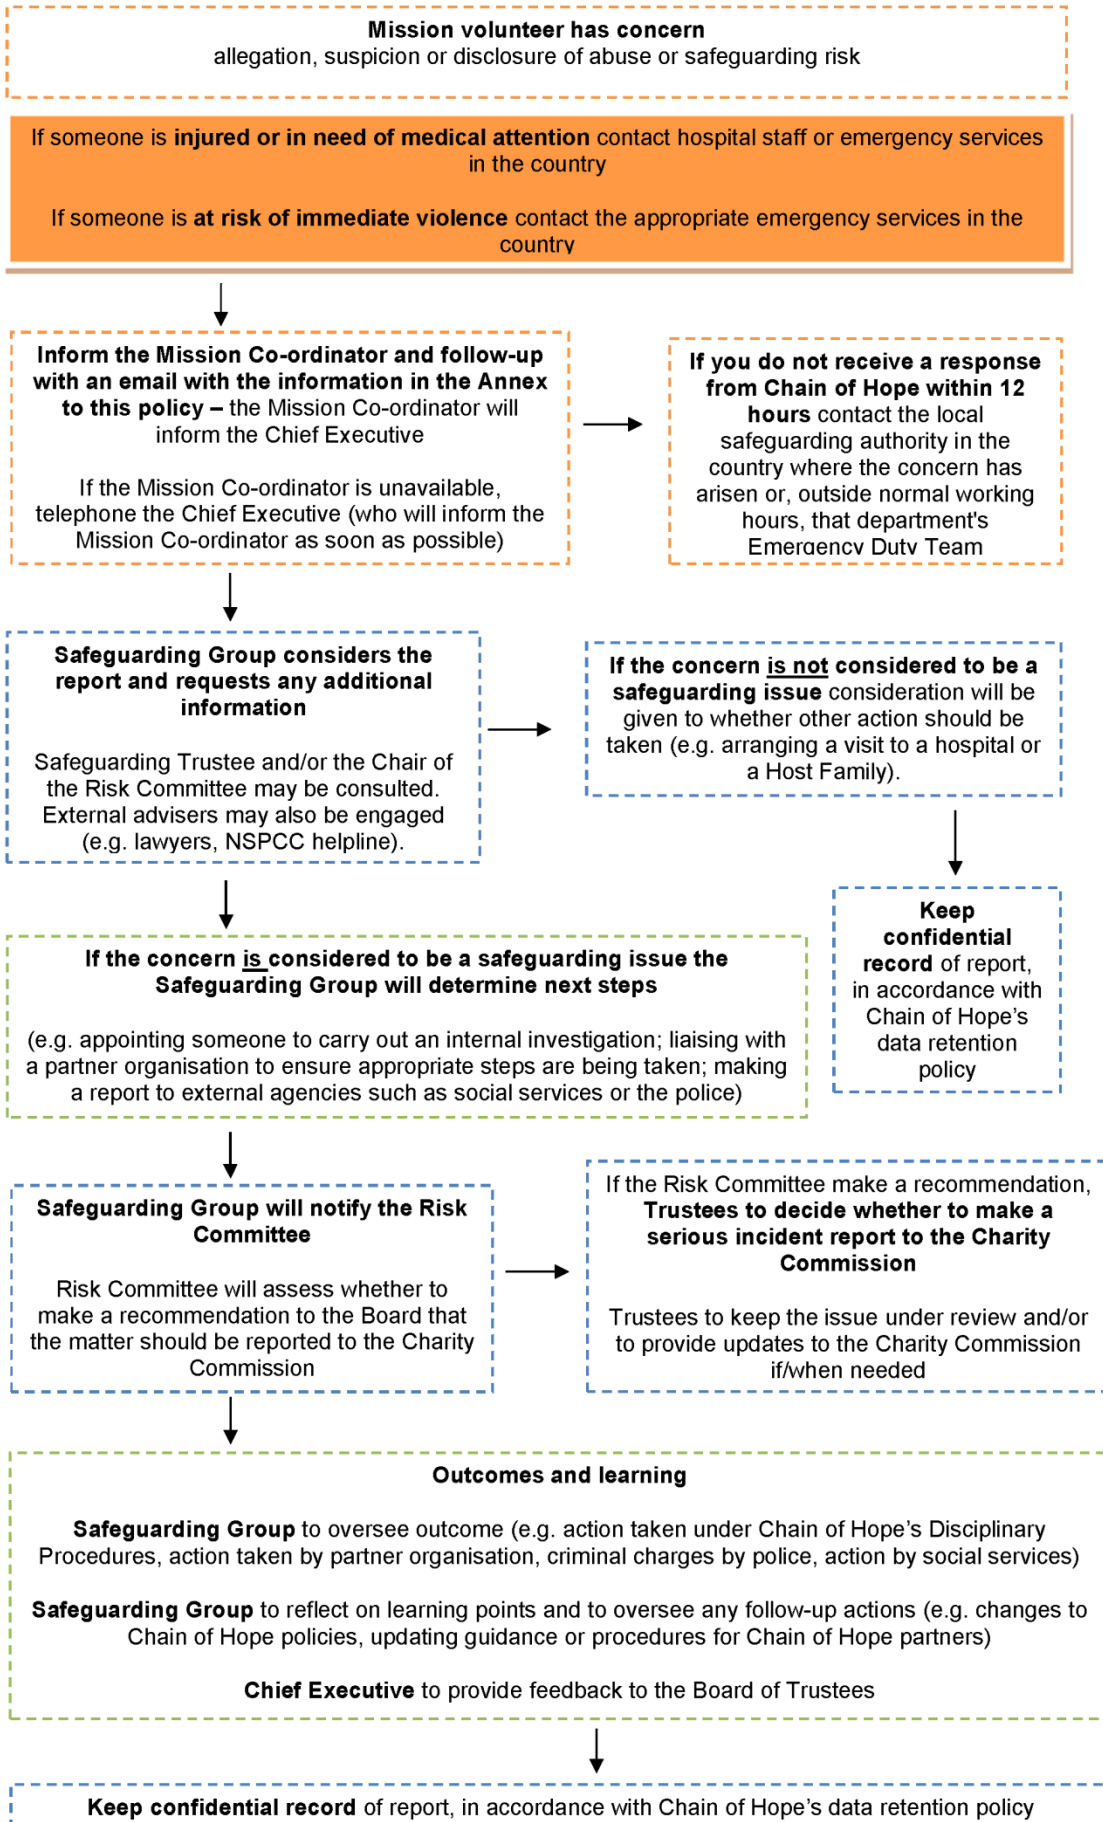 Mission volunteer has concern
allegation, suspicion or disclosure of abuse or safeguarding risk
If someone is injured or in need of medical attention contact hospital staff or emergency services
in the country
If someone is at risk of immediate violence contact the appropriate emergency services in the
country
Inform the Mission Co-ordinator and follow-up
with an email with the information in the Annex
to this policy – the Mission Co-ordinator will
inform the Chief Executive
If the Mission Co-ordinator is unavailable,
telephone the Chief Executive (who will inform the
Mission Co-ordinator as soon as possible)
If you do not receive a response
from Chain of Hope within 12
hours contact the local
safeguarding authority in the
country where the concern has
arisen or, outside normal working
hours, that department's
Emergency Duty Team
Safeguarding Group considers the
report and requests any additional
information
Safeguarding Trustee and/or the Chair of
the Risk Committee may be consulted.
External advisers may also be engaged
(e.g. lawyers, NSPCC helpline).
If the concern is not considered to be a
safeguarding issue consideration will be
given to whether other action should be
taken (e.g. arranging a visit to a hospital or
a Host Family).
Keep
confidential
record of report,
in accordance with
Chain of Hope’s
data retention
policy
If the concern is considered to be a safeguarding issue the
Safeguarding Group will determine next steps
(e.g. appointing someone to carry out an internal investigation; liaising with
a partner organisation to ensure appropriate steps are being taken; making
a report to external agencies such as social services or the police)
Safeguarding Group will notify the Risk
Committee
Risk Committee will assess whether to
make a recommendation to the Board that
the matter should be reported to the Charity
Commission
If the Risk Committee make a recommendation,
Trustees to decide whether to make a
serious incident report to the Charity
Commission
Trustees to keep the issue under review and/or
to provide updates to the Charity Commission
if/when needed
Outcomes and learning
Safeguarding Group to oversee outcome (e.g. action taken under Chain of Hope’s Disciplinary
Procedures, action taken by partner organisation, criminal charges by police, action by social services)
Safeguarding Group to reflect on learning points and to oversee any follow-up actions (e.g. changes to
Chain of Hope policies, updating guidance or procedures for Chain of Hope partners)
Chief Executive to provide feedback to the Board of Trustees
Keep confidential record of report, in accordance with Chain of Hope’s data retention policy